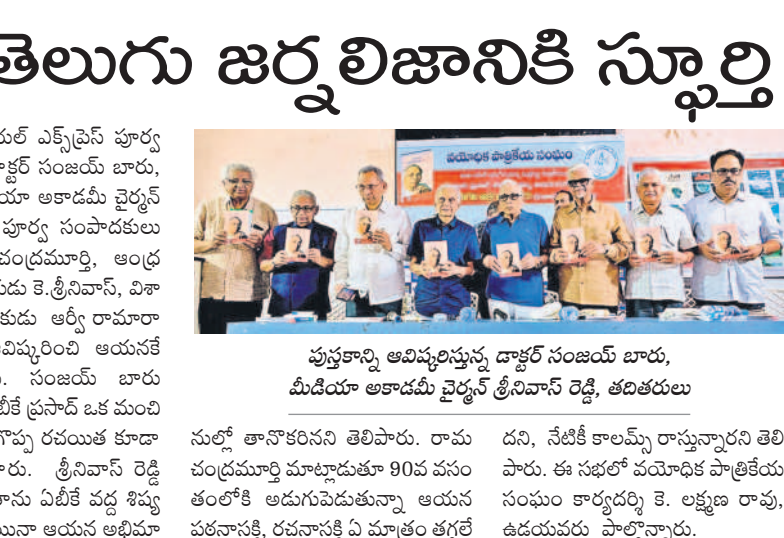 తెలుగు జర్నలిజానికి స్ఫూర్తి
యల్ ఎక్స్‌ప్రెస్ పూర్వ
డాక్టర్ సంజయ్ బారు,
యా అకాడమీ చైర్మన్
పూర్వ సంపాదకులు
చంద్రమూర్తి, ఆంధ్ర
కె.శ్రీనివాస్, విశా
కుడు ఆర్వీ రామారా
ఆవిష్కరించి ఆయనకే
సంజయ్ బారు
బీకే ప్రసాద్ ఒక మంచి
గొప్ప రచయిత కూడా
రు. శ్రీనివాస్ రెడ్డి
తాను ఏబీకే వద్ద శిష్య
యినా ఆయన అభిమా
వయోధిక పాత్రికేయ సంఘం
పుస్తకాన్ని ఆవిష్కరిస్తున్న డాక్టర్ సంజయ్ బారు,
మీడియా అకాడమీ చైర్మన్ శ్రీనివాస్ రెడ్డి, తదితరులు
నుల్లో తానొకరినని తెలిపారు. రామ
చంద్రమూర్తి మాట్లాడుతూ 90వ వసం
తంలోకి అడుగుపెడుతున్నా ఆయన
పఠనాసక్తి, రచనాసక్తి ఏ మాత్రం తగ్గలే
దని, నేటికీ కాలమ్స్ రాస్తున్నారని తెలి
పారు. ఈ సభలో వయోధిక పాత్రికేయ
సంఘం కార్యదర్శి కె. లక్ష్మణ రావు,
ఉడయవరు పాల్గొన్నారు.